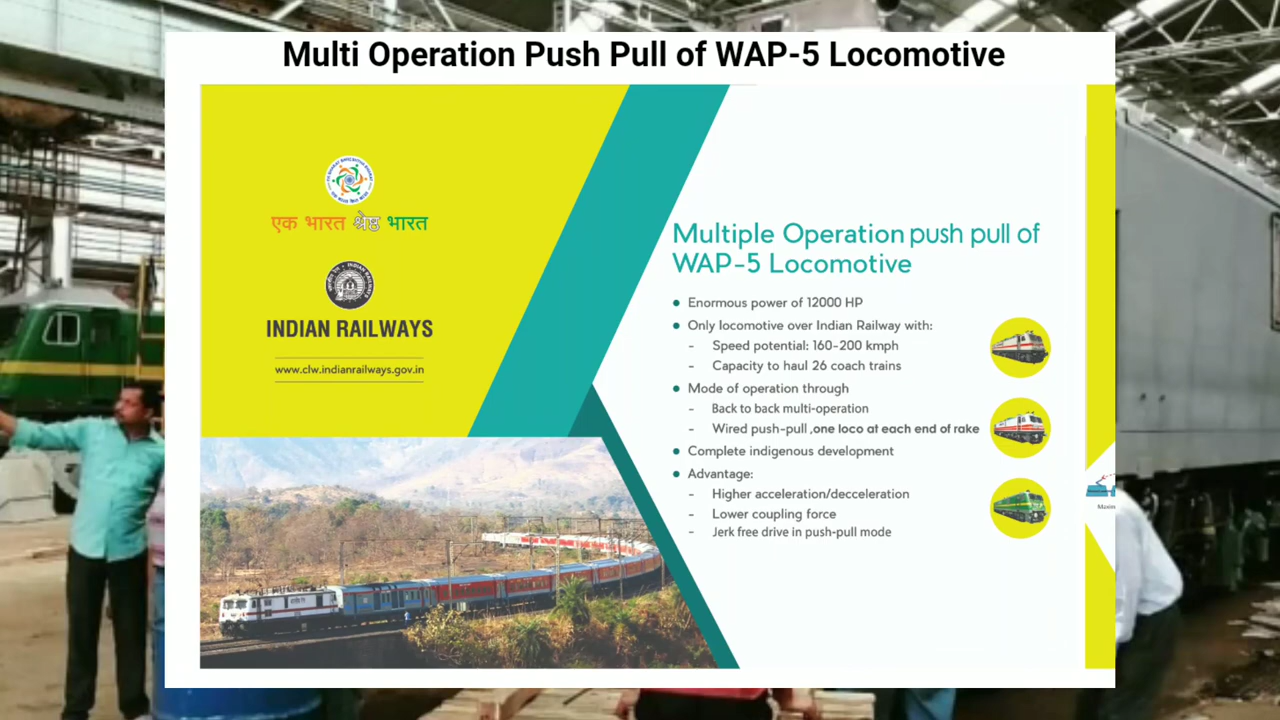 Multi Operation Push Pull of WAP-5 Locomotive
एक भारत श्रेष्ठ भारत
INDIAN RAILWAYS
www.clw.indianrailways.gov.in
Multiple Operation push pull of
WAP-5 Locomotive
Enormous power of 12000 HP
Only locomotive over Indian Railway with:
- Speed potential: 160-200 kmph
- Capacity to haul 26 coach trains
Mode of operation through
- Back to back multi-operation
- Wired push-pull ,one loco at each end of rake
Complete indigenous development
Advantage:
- Higher acceleration/decceleration
- Lower coupling force
- Jerk free drive in push-pull mode